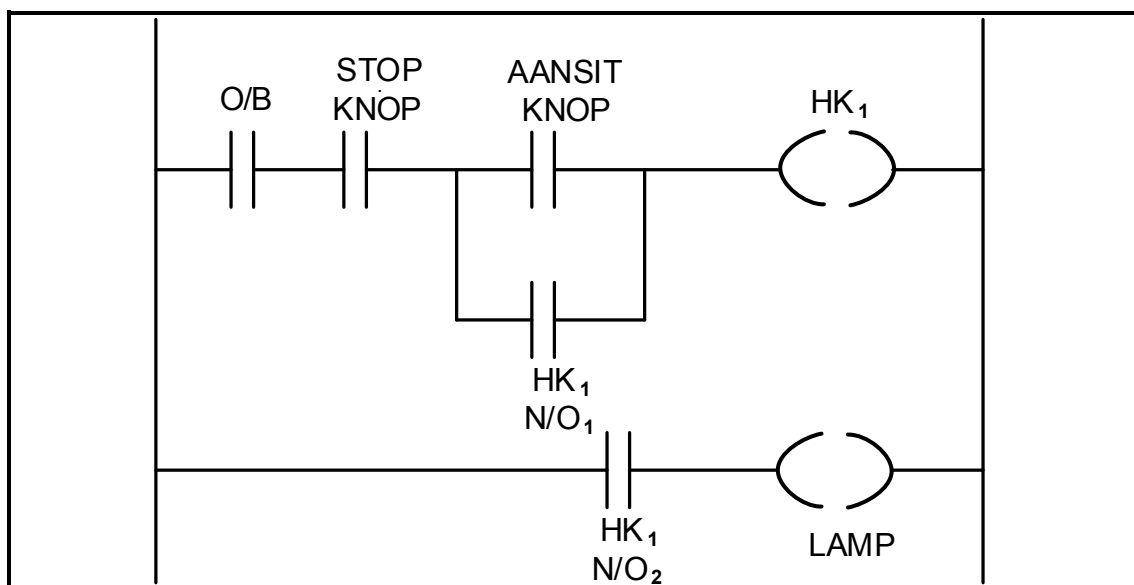 O/B
STOP
KNOP
AANSIT
KNOP
HK₁
HK₁
N/O₁
HK₁
N/O₂
LAMP